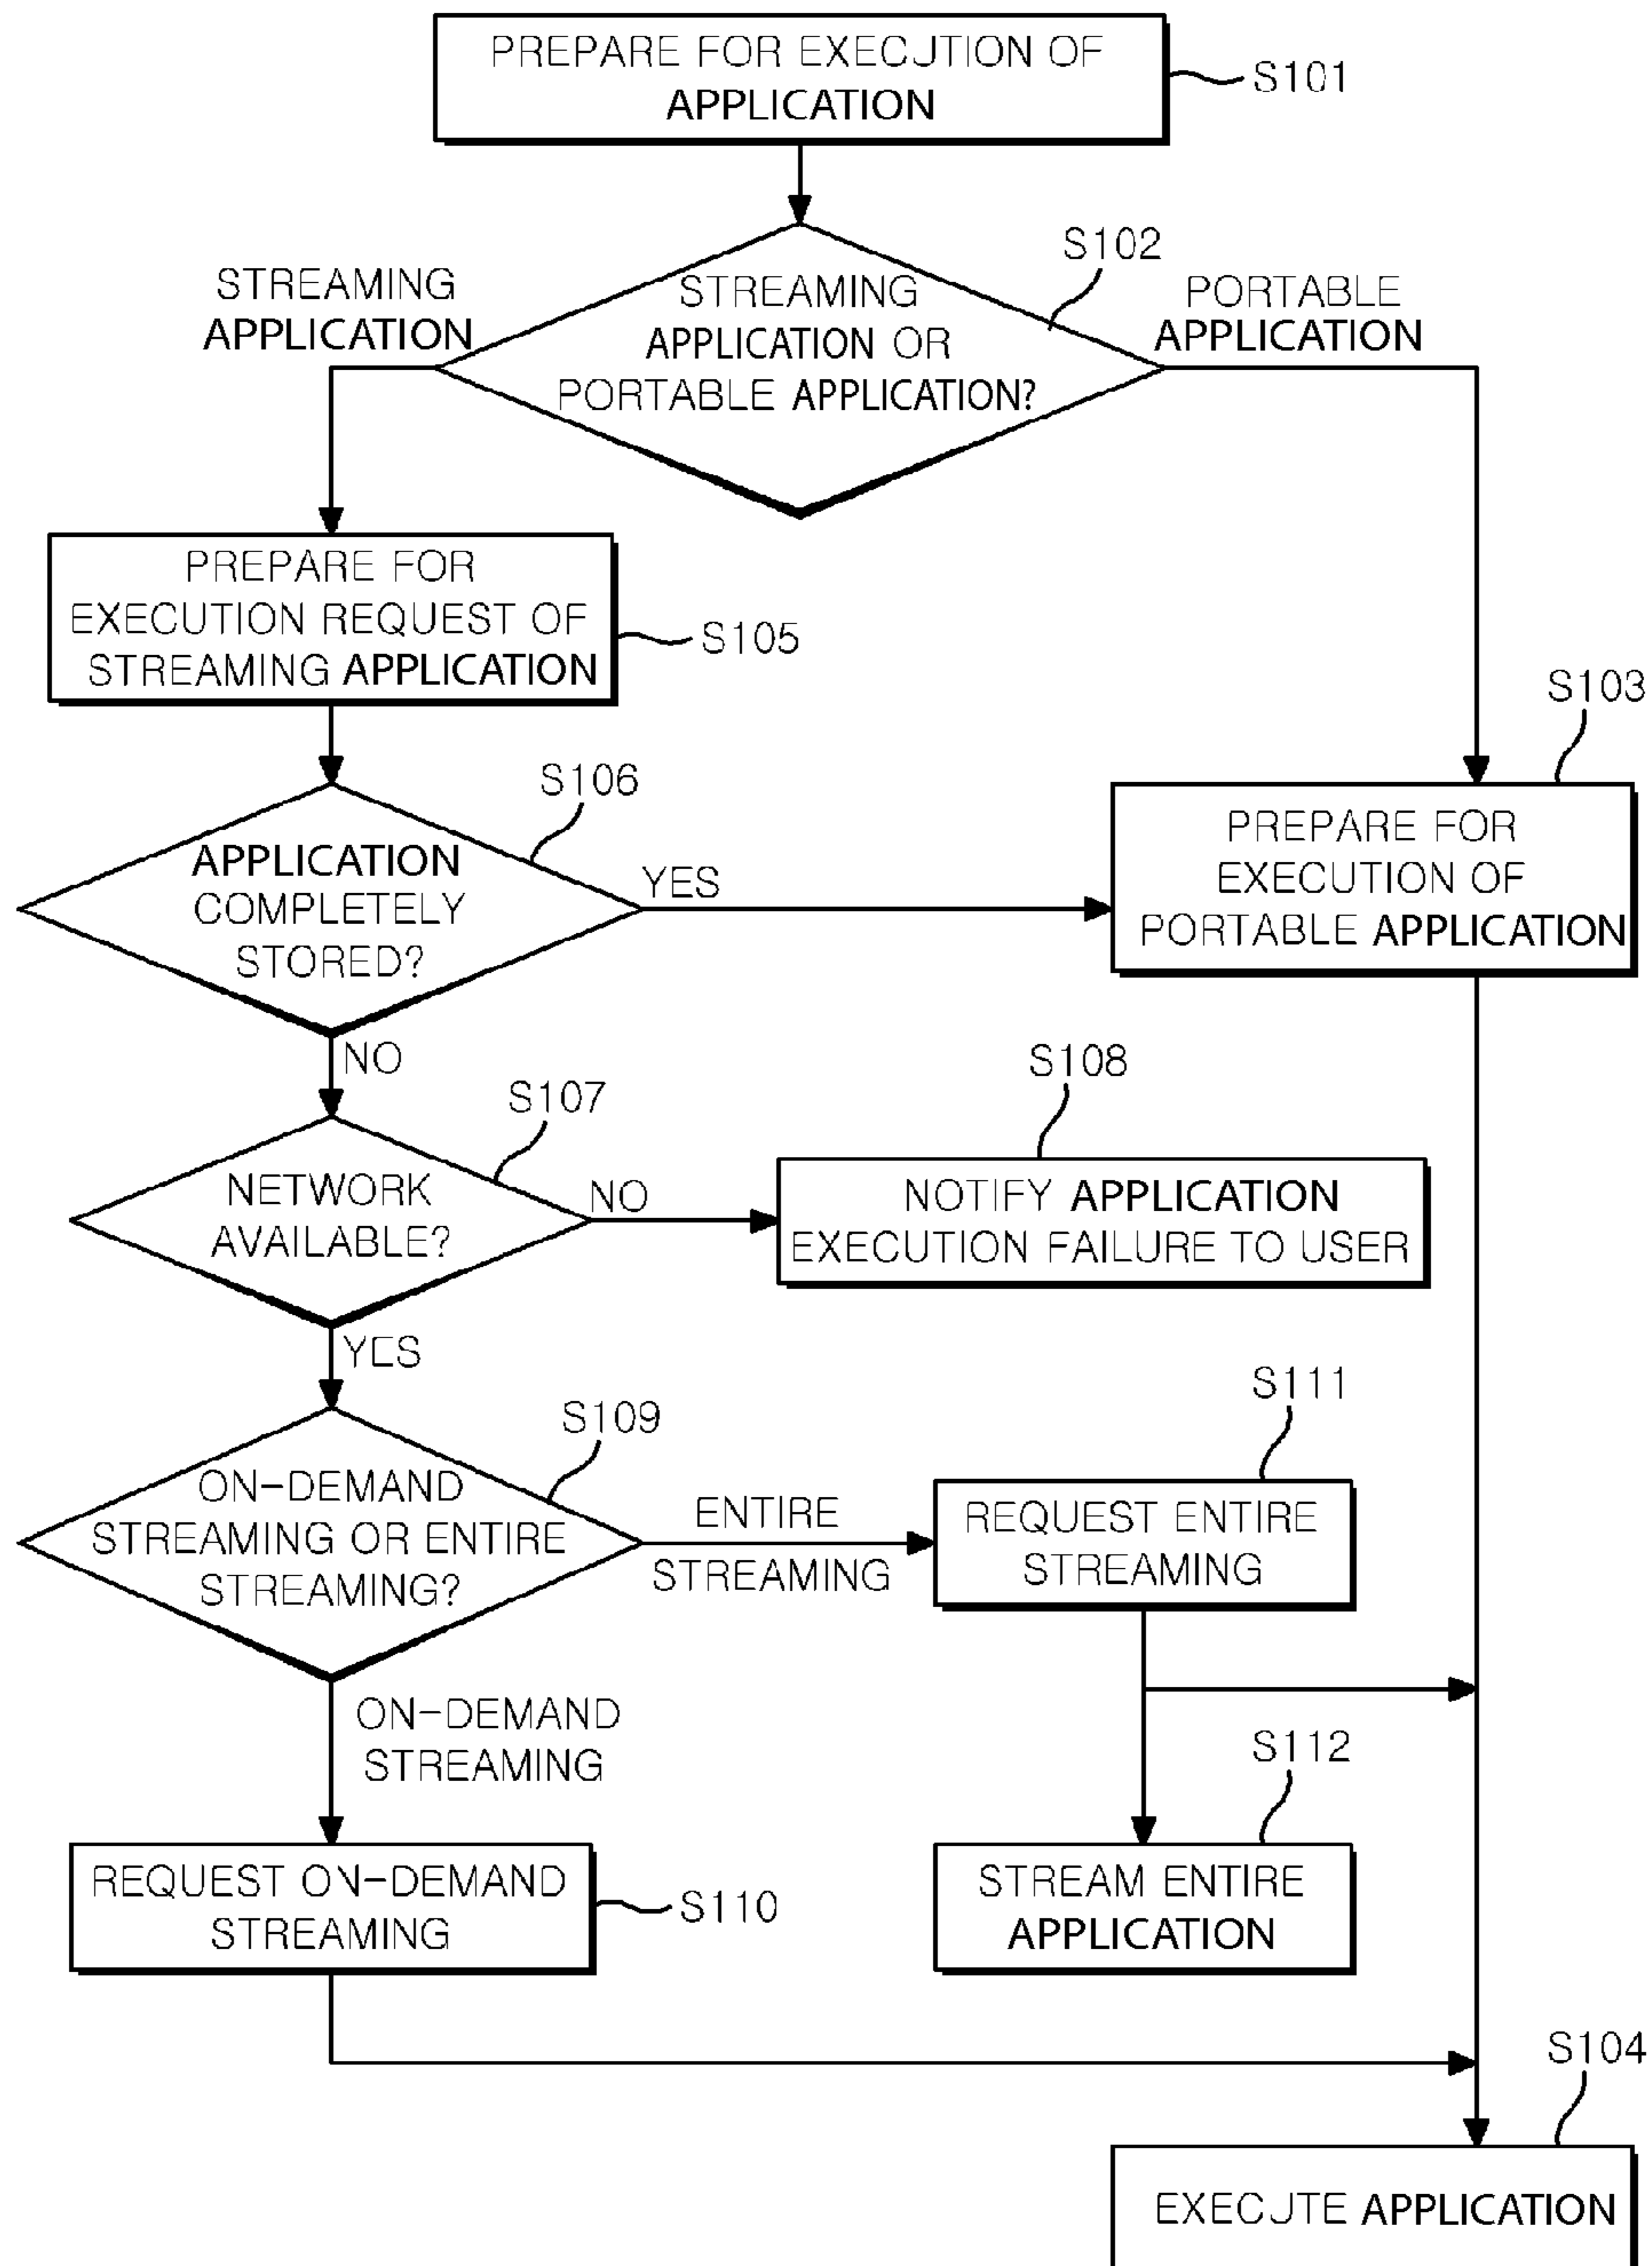 PREPARE FOR EXECJTION OF
APPLICATION
S101
S102
STREAMING
APPLICATION
STREAMING
APPLICATION OR
PORTABLE APPLICATION?
PORTABLE
APPLICATION
PREPARE FOR
EXECUTION REQUEST OF
STREAMING APPLICATION
S105
S103
S106
APPLICATION
COMPLETELY
STORED?
YES
PREPARE FOR
EXECUTION OF
PORTABLE APPLICATION
NO
S108
S107
NETWORK
AVAILABLE?
NO
NOTIFY APPLICATION
EXECUTION FAILURE TO USER
YES
S111
S109
ON-DEMAND
STREAMING OR ENTIRE
STREAMING?
ENTIRE
STREAMING
REQUEST ENTIRE
STREAMING
ON-DEMAND
STREAMING
S112
REQUEST ON-DEMAND
STREAMING
S110
STREAM ENTIRE
APPLICATION
S104
EXECJTE APPLICATION